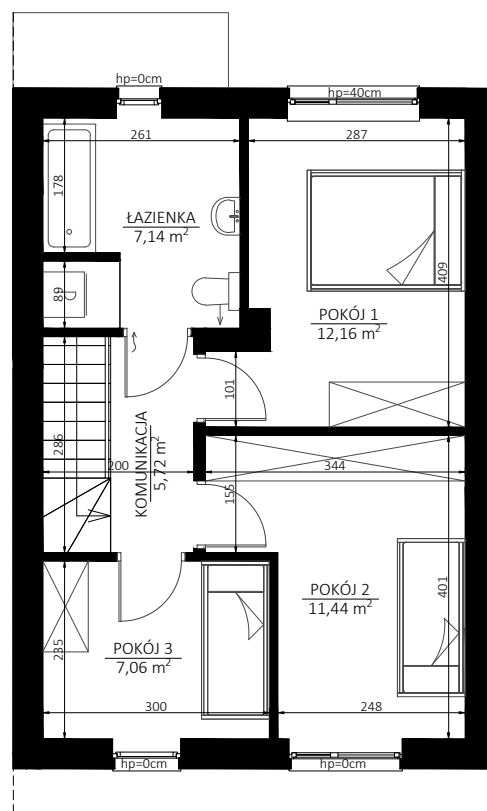 hp=0cm
hp=40cm
261
287
178
ŁAZIENKA
7,14 m²
409
89
POKÓJ 1
12,16 m²
101
286
KOMUNIKACJA
5,72 m²
200
344
155
POKÓJ 2
11,44 m²
401
235
POKÓJ 3
7,06 m²
300
248
hp=0cm
hp=0cm